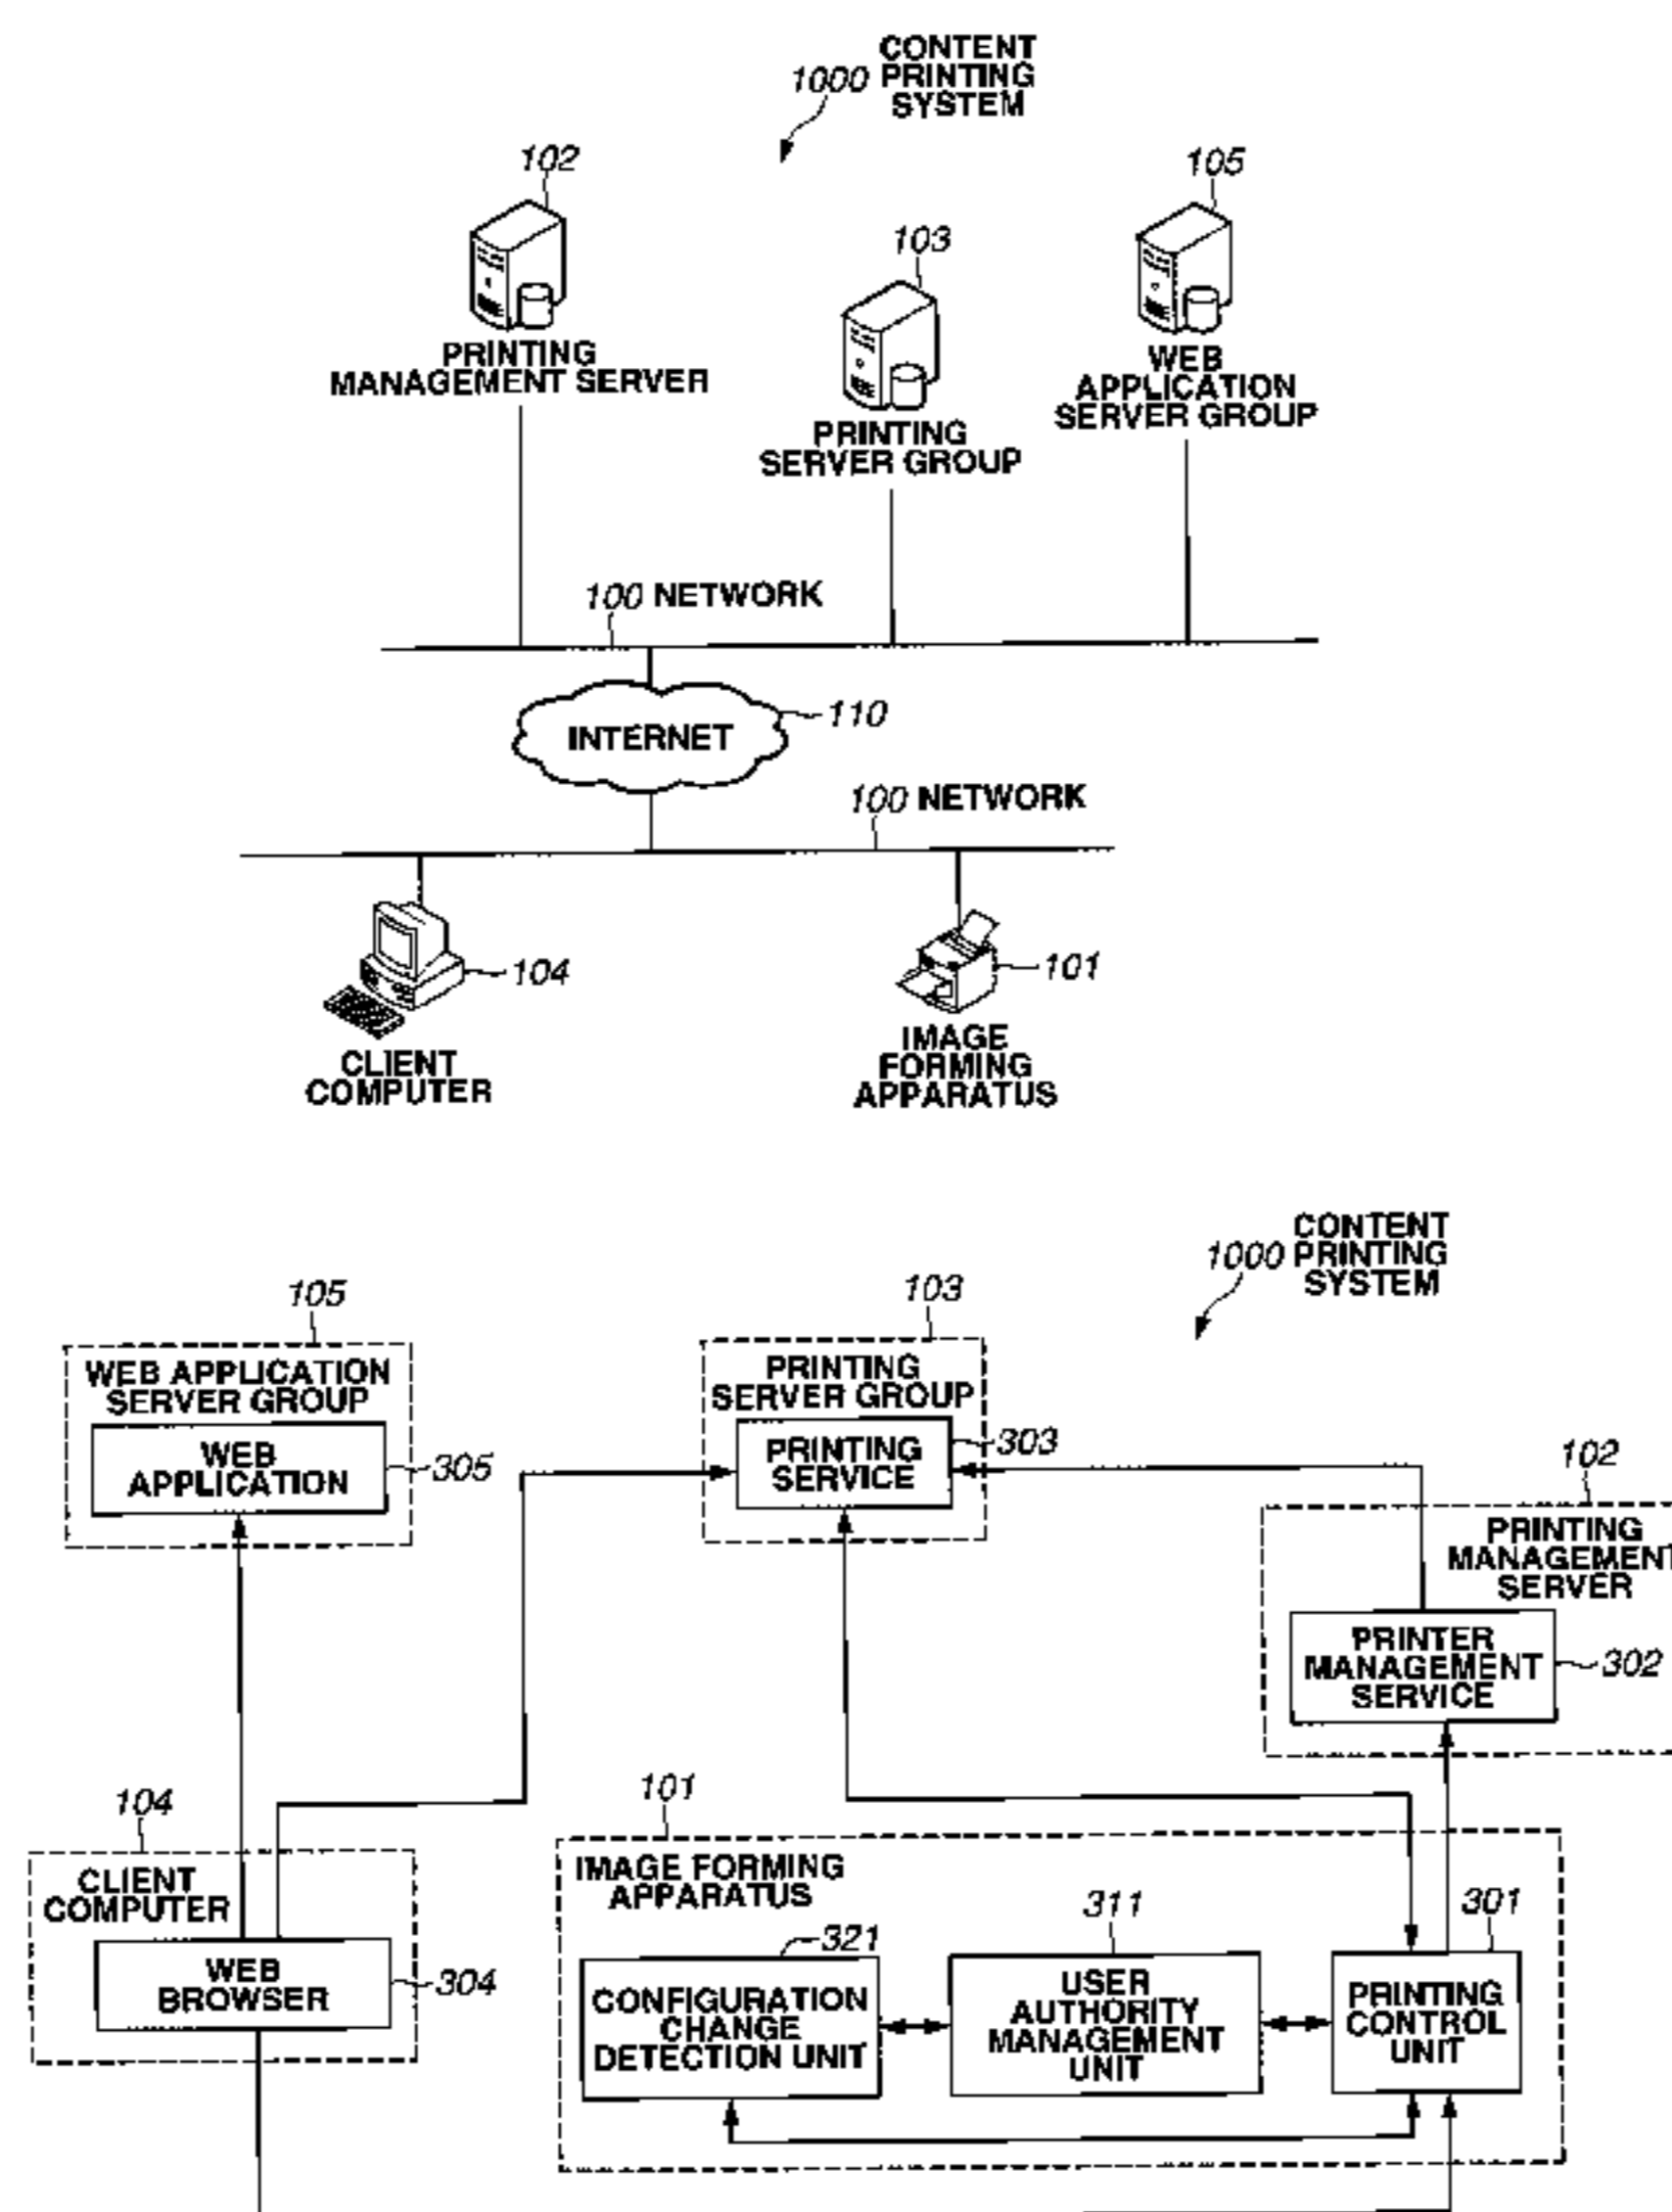 1000 CONTENT
PRINTING
SYSTEM
102
105
103
PRINTING
MANAGEMENT SERVER
WEB
APPLICATION
SERVER GROUP
PRINTING
SERVER GROUP
100 NETWORK
INTERNET
110
100 NETWORK
104
101
CLIENT
COMPUTER
IMAGE
FORMING
APPARATUS
1000 CONTENT
PRINTING
SYSTEM
105
103
WEB APPLICATION
SERVER GROUP
PRINTING
SERVER GROUP
WEB
APPLICATION
305
PRINTING
SERVICE
303
102
PRINTING
MANAGEMENT
SERVER
PRINTER
MANAGEMENT
SERVICE
302
104
101
CLIENT
COMPUTER
IMAGE FORMING
APPARATUS
311
301
321
WEB
BROWSER
304
CONFIGURATION
CHANGE
DETECTION UNIT
USER
AUTHORITY
MANAGEMENT
UNIT
PRINTING
CONTROL
UNIT